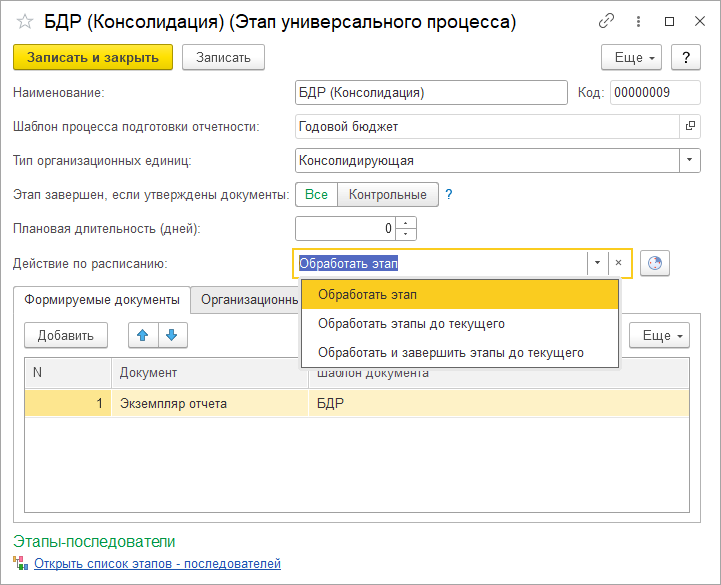 БДР (Консолидация) (Этап универсального процесса)
Записать и закрыть Записать Еще ?
Наименование: БДР (Консолидация) Код: 00000009
Шаблон процесса подготовки отчетности: Годовой бюджет
Тип организационных единиц: Консолидирующая
Этап завершен, если утверждены документы: Все Контрольные ?
Плановая длительность (дней): 0
Действие по расписанию: Обработать этап
Обработать этап
Обработать этапы до текущего
Обработать и завершить этапы до текущего
Формируемые документы Организационн
Добавить Еще
N Документ Шаблон документа
1 Экземпляр отчета БДР
Этапы-последователи
Открыть список этапов - последователей